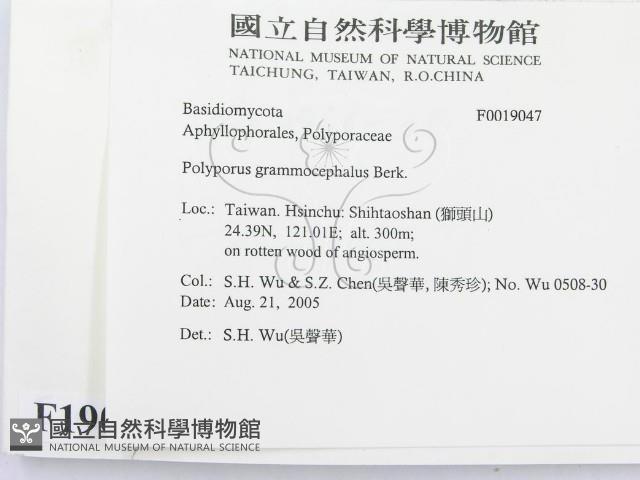 國立自然科學博物館
NATIONAL MUSEUM OF NATURAL SCIENCE
TAICHUNG, TAIWAN, R.O.CHINA
Basidiomycota F0019047
Aphyllophorales, Polyporaceae
Polyporus grammocephalus Berk.
Loc.: Taiwan. Hsinchu: Shihtaoshan (獅頭山)
24.39N, 121.01E; alt. 300m;
on rotten wood of angiosperm.
Col.: S.H. Wu & S.Z. Chen(吳聲華, 陳秀珍); No. Wu 0508-30
Date: Aug. 21, 2005
Det.: S.H. Wu(吳聲華)
國立自然科學博物館
NATIONAL MUSEUM OF NATURAL SCIENCE